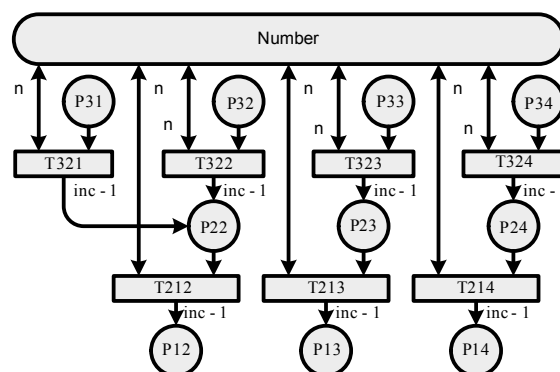 Number
n n n n
P31 P32 P33 P34
n n n
T321 T322 T323 T324
inc - 1 inc - 1 inc - 1 inc -
P22 P23 P24
T212 T213 T214
inc - 1 inc - 1 inc - 1
P12 P13 P14